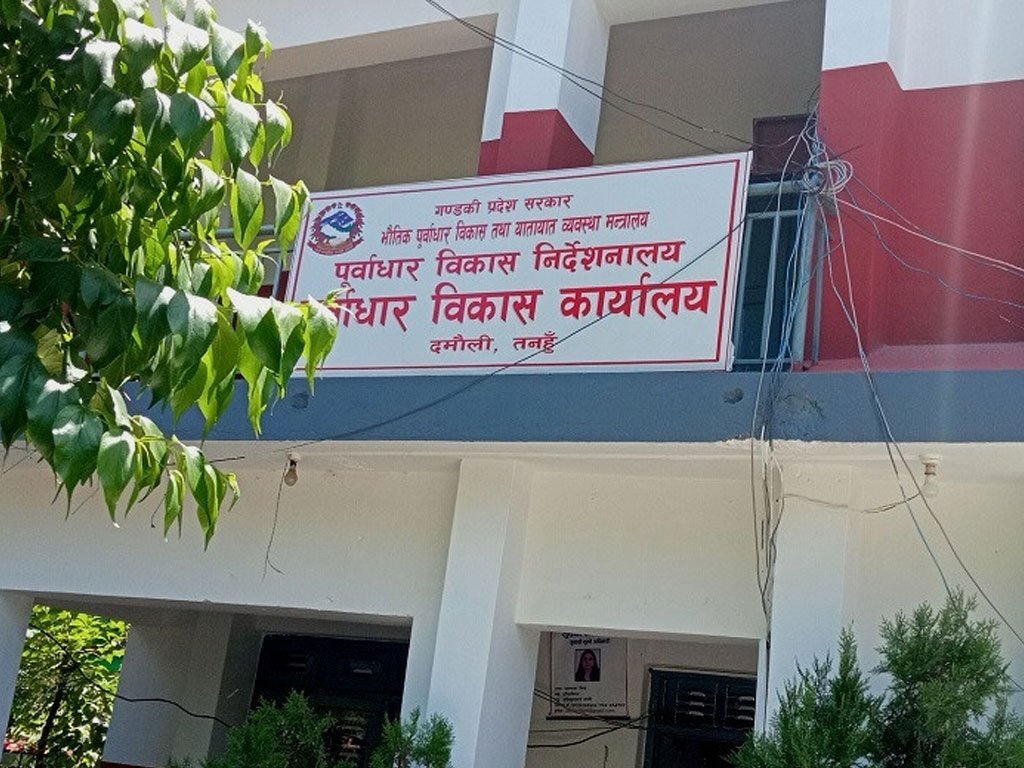 गण्डकी प्रदेश सरकार
भौतिक पुर्वाधार विकास तथा यातायात व्यवस्था मन्त्रालय
पूर्वाधार विकास निर्देशनालय
र्वाधार विकास कार्यालय
दमौली, तनहुँ